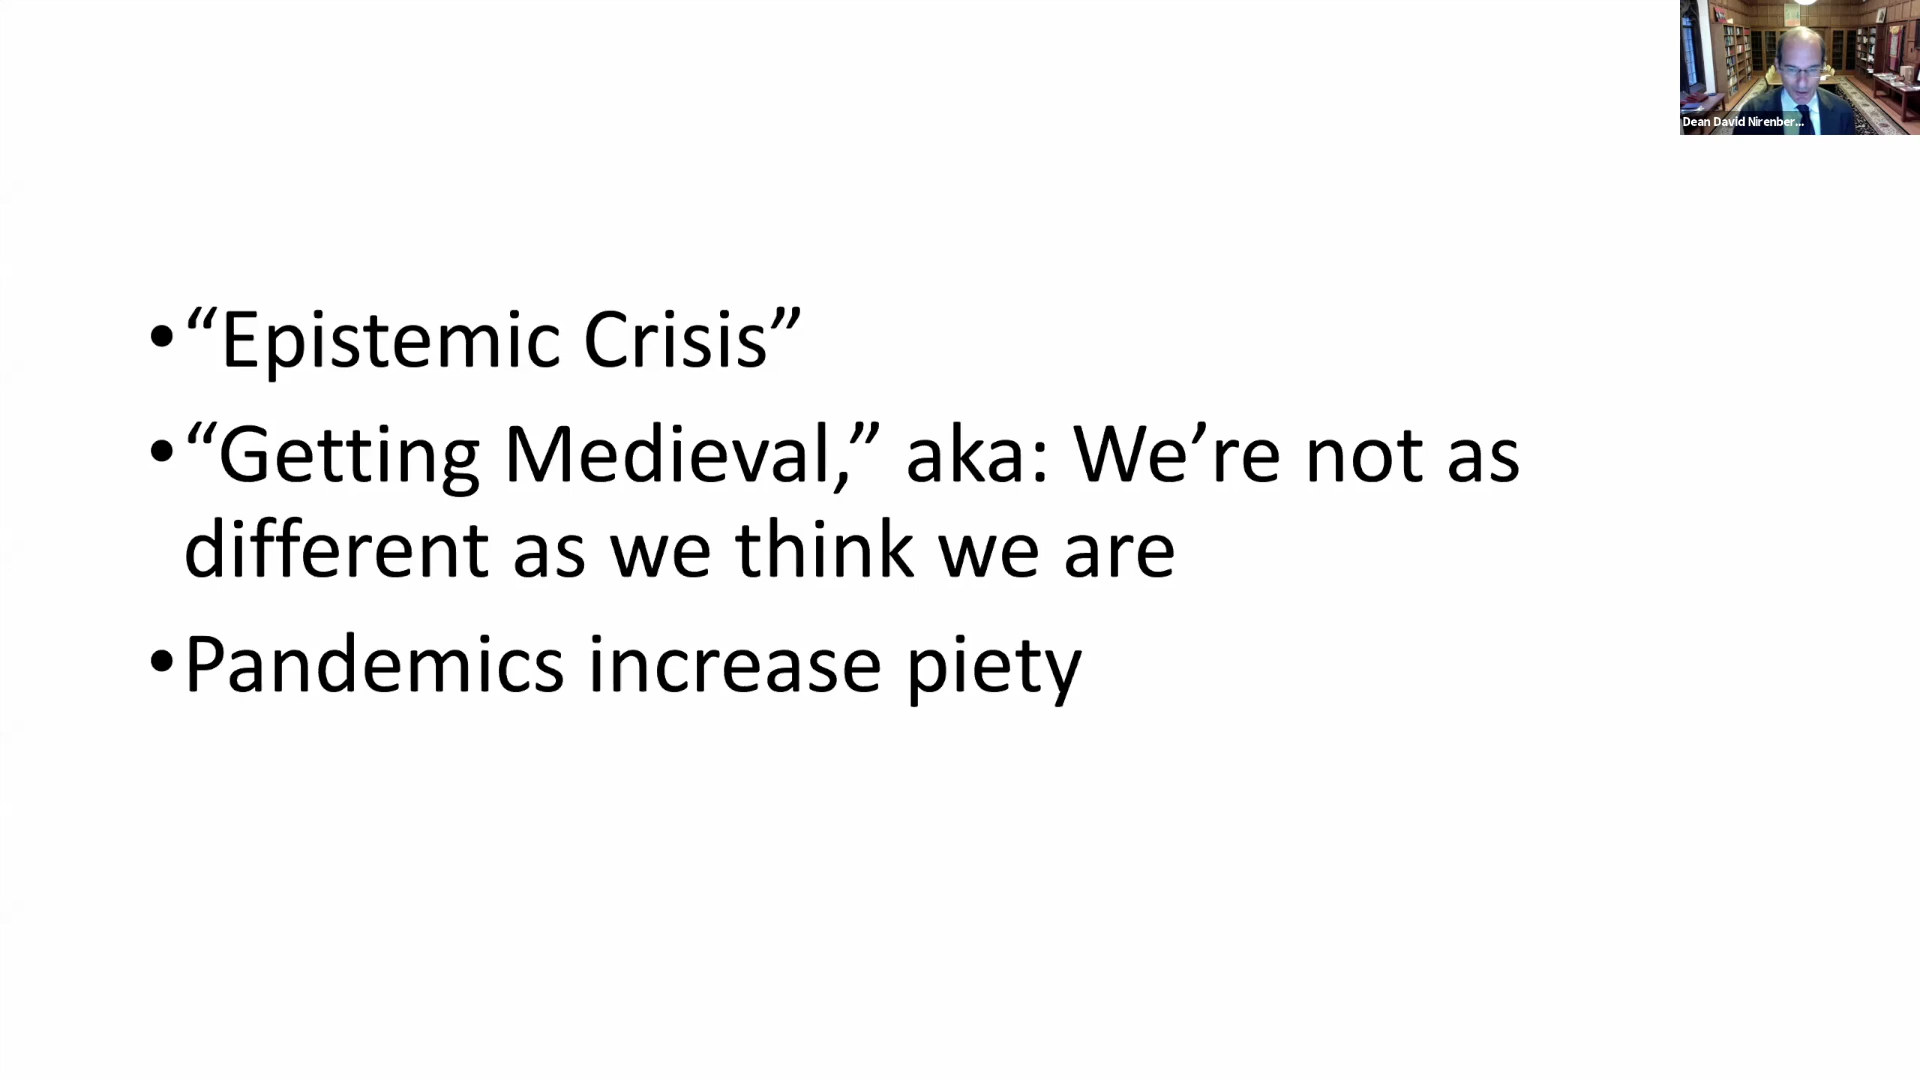 Dean David Nirenber...
• “Epistemic Crisis”
• “Getting Medieval,” aka: We’re not as
different as we think we are
• Pandemics increase piety